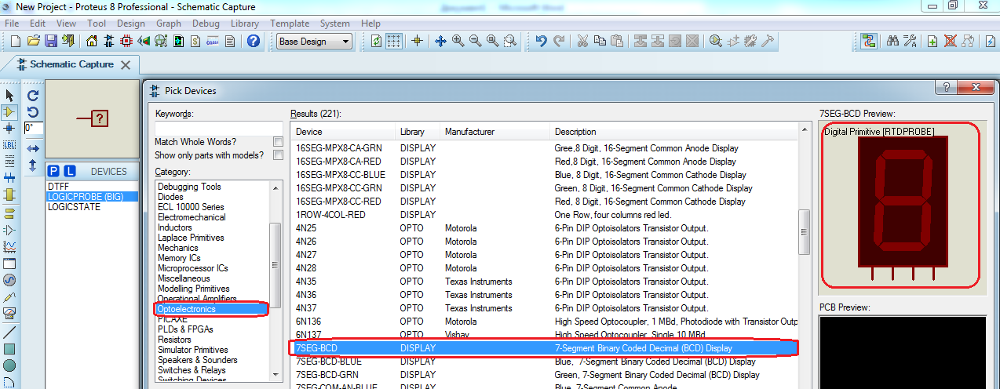 New Project - Proteus 8 Professional - Schematic Capture
File Edit View Tool Design Graph Debug Library Template System Help
Base Design
Schematic Capture
Pick Devices
0°
LBL
P L DEVICES
DTFF
LOGICPROBE (BIG)
LOGICSTATE
Keywords:
Match Whole Words?
Show only parts with models?
Category:
Debugging Tools
Diodes
ECL 10000 Series
Electromechanical
Inductors
Laplace Primitives
Mechanics
Memory ICs
Microprocessor ICs
Miscellaneous
Modelling Primitives
Operational Amplifiers
Optoelectronics
PICAXE
PLDs & FPGAs
Resistors
Simulator Primitives
Speakers & Sounders
Switches & Relays
Switching Devices
Results (221):
Device Library Manufacturer Description
16SEG-MPX8-CA-GRN DISPLAY Gree,8 Digit, 16-Segment Common Anode Display
16SEG-MPX8-CA-RED DISPLAY Red,8 Digit, 16-Segment Common Anode Display
16SEG-MPX8-CC-BLUE DISPLAY Blue, 8 Digit, 16-Segment Common Cathode Display
16SEG-MPX8-CC-GRN DISPLAY Green, 8 Digit, 16-Segment Common Cathode Display
16SEG-MPX8-CC-RED DISPLAY Red, 8 Digit, 16-Segment Common Cathode Display
1ROW-4COL-RED DISPLAY One Row, four columns red led.
4N25 OPTO Motorola 6-Pin DIP Optoisolators Transistor Output.
4N26 OPTO Motorola 6-Pin DIP Optoisolators Transistor Output.
4N27 OPTO Motorola 6-Pin DIP Optoisolators Transistor Output.
4N28 OPTO Motorola 6-Pin DIP Optoisolators Transistor Output.
4N35 OPTO Texas Instruments 6-Pin DIP Optoisolators Transistor Output.
4N36 OPTO Texas Instruments 6-Pin DIP Optoisolators Transistor Output.
4N37 OPTO Texas Instruments 6-Pin DIP Optoisolators Transistor Output.
6N136 OPTO Motorola High Speed Optocoupler, 1 MBd, Photodiode with Transistor Outp
6N137 OPTO Vishay High Speed Optocoupler, Single 10 MBd.
7SEG-BCD DISPLAY 7-Segment Binary Coded Decimal (BCD) Display
7SEG-BCD-BLUE DISPLAY Blue, 7-Segment Binary Coded Decimal (BCD) Display
7SEG-BCD-GRN DISPLAY Green, 7-Segment Binary Coded Decimal (BCD) Display
7SEG-COM-AN-BLUE DISPLAY Blue, 7-Segment Common Anode
7SEG-BCD Preview:
Digital Primitive [RTDPROBE]
PCB Preview: